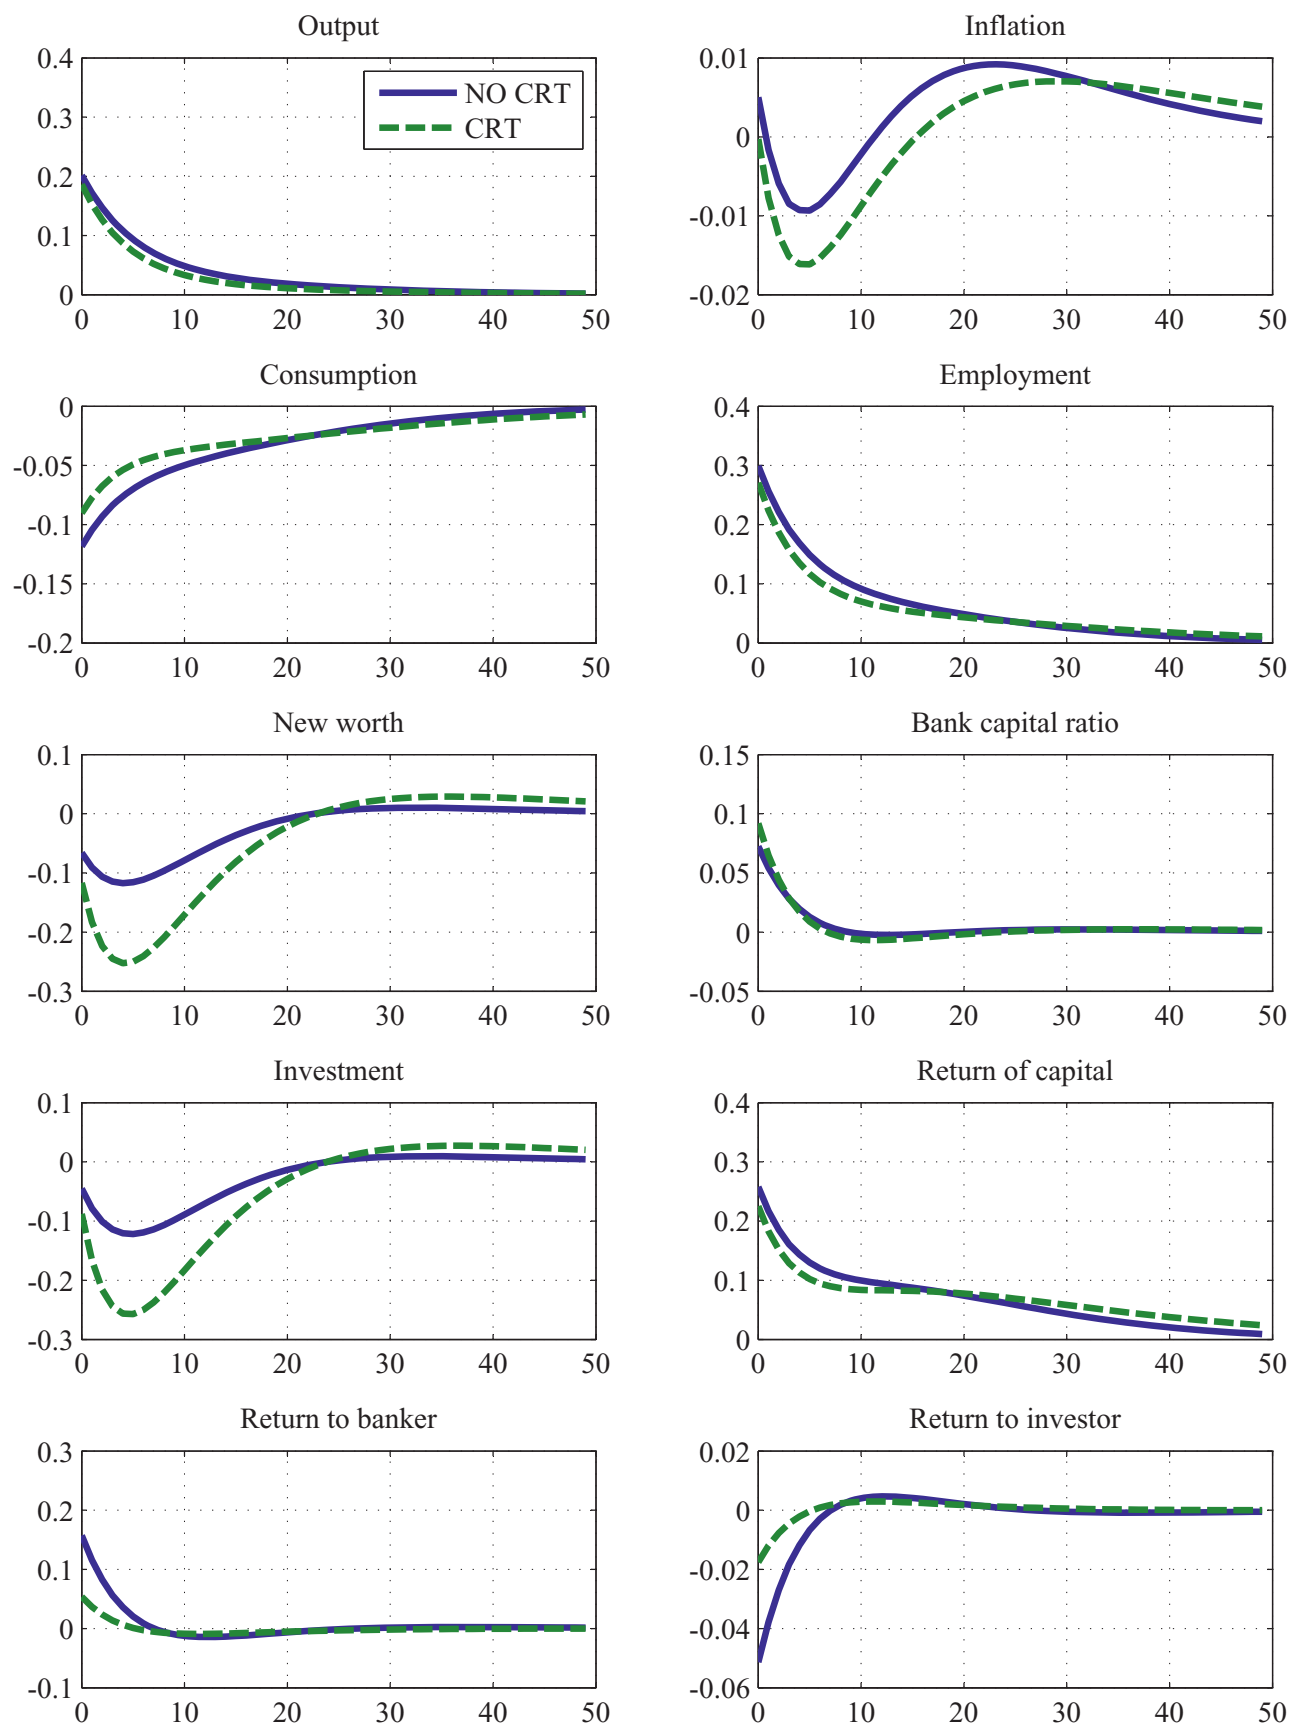 Output
0.4
0.3
0.2
0.1
0
0 10 20 30 40 50
NO CRT
CRT
Inflation
0.01
0
-0.01
-0.02
0 10 20 30 40 50
Consumption
0
-0.05
-0.1
-0.15
-0.2
0 10 20 30 40 50
Employment
0.4
0.3
0.2
0.1
0
0 10 20 30 40 50
New worth
0.1
0
-0.1
-0.2
-0.3
0 10 20 30 40 50
Bank capital ratio
0.15
0.1
0.05
0
-0.05
0 10 20 30 40 50
Investment
0.1
0
-0.1
-0.2
-0.3
0 10 20 30 40 50
Return of capital
0.4
0.3
0.2
0.1
0
0 10 20 30 40 50
Return to banker
0.3
0.2
0.1
0
-0.1
0 10 20 30 40 50
Return to investor
0.02
0
-0.02
-0.04
-0.06
0 10 20 30 40 50